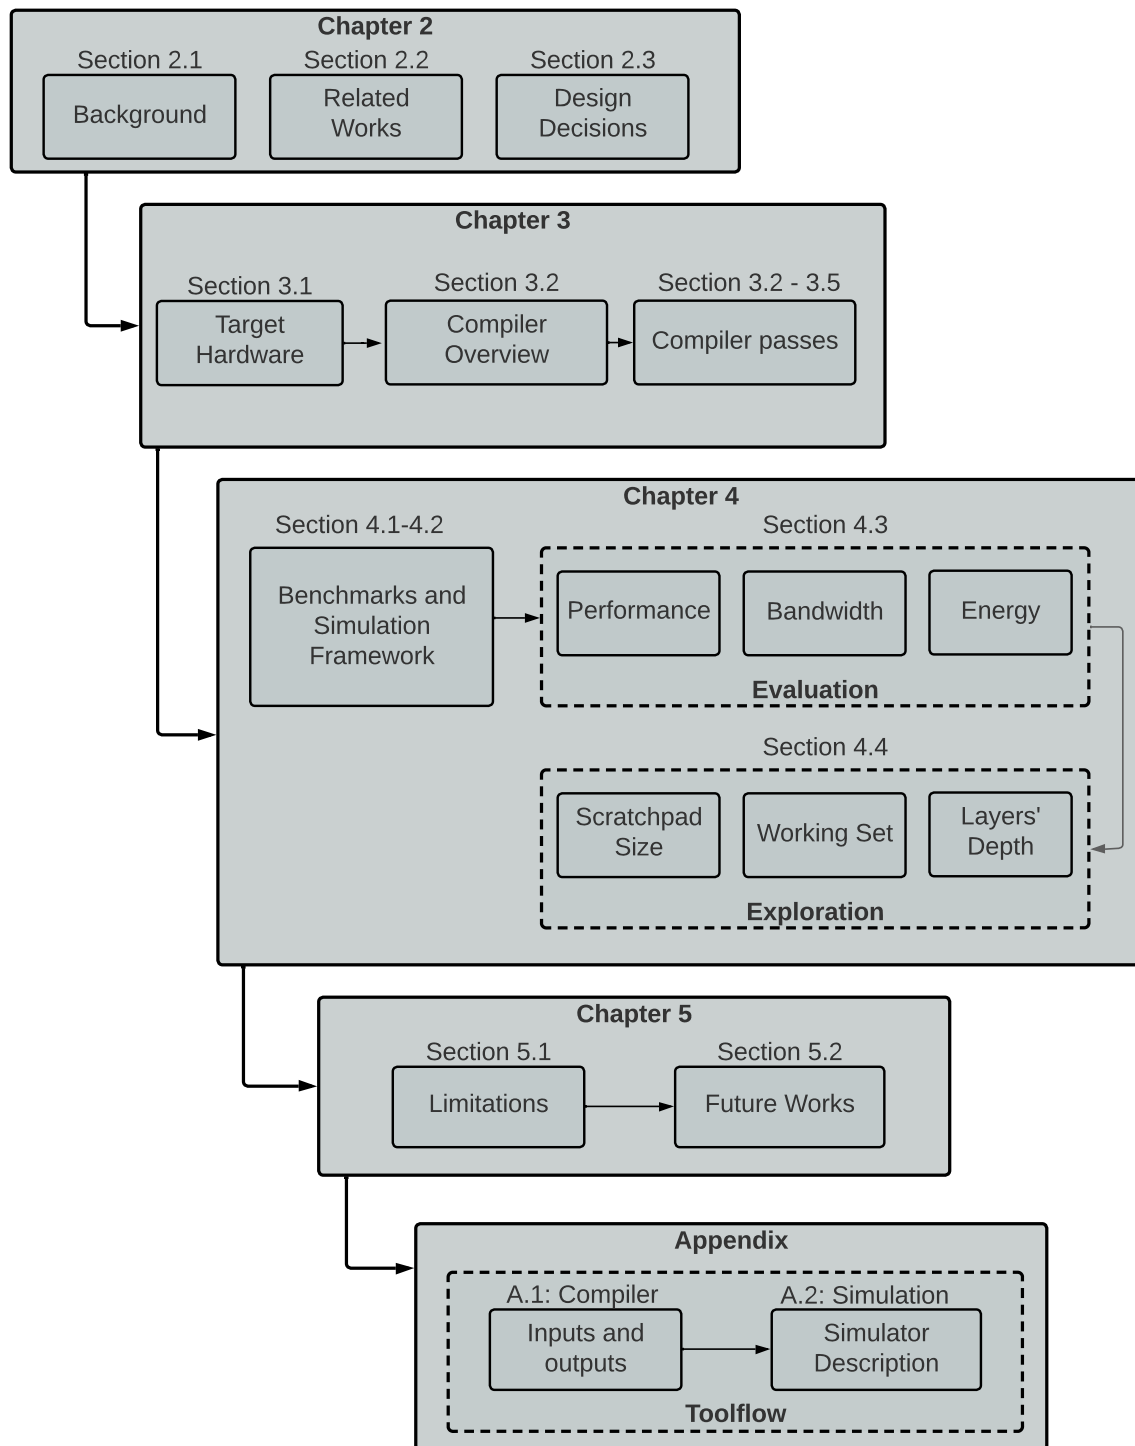 Chapter 2
Section 2.1
Section 2.2
Section 2.3
Background
Related
Works
Design
Decisions
Chapter 3
Section 3.1
Section 3.2
Section 3.2 - 3.5
Target
Hardware
Compiler
Overview
Compiler passes
Chapter 4
Section 4.1-4.2
Section 4.3
Benchmarks and
Simulation
Framework
Performance
Bandwidth
Energy
Evaluation
Section 4.4
Scratchpad
Size
Working Set
Layers'
Depth
Exploration
Chapter 5
Section 5.1
Section 5.2
Limitations
Future Works
Appendix
A.1: Compiler
A.2: Simulation
Inputs and
outputs
Simulator
Description
Toolflow